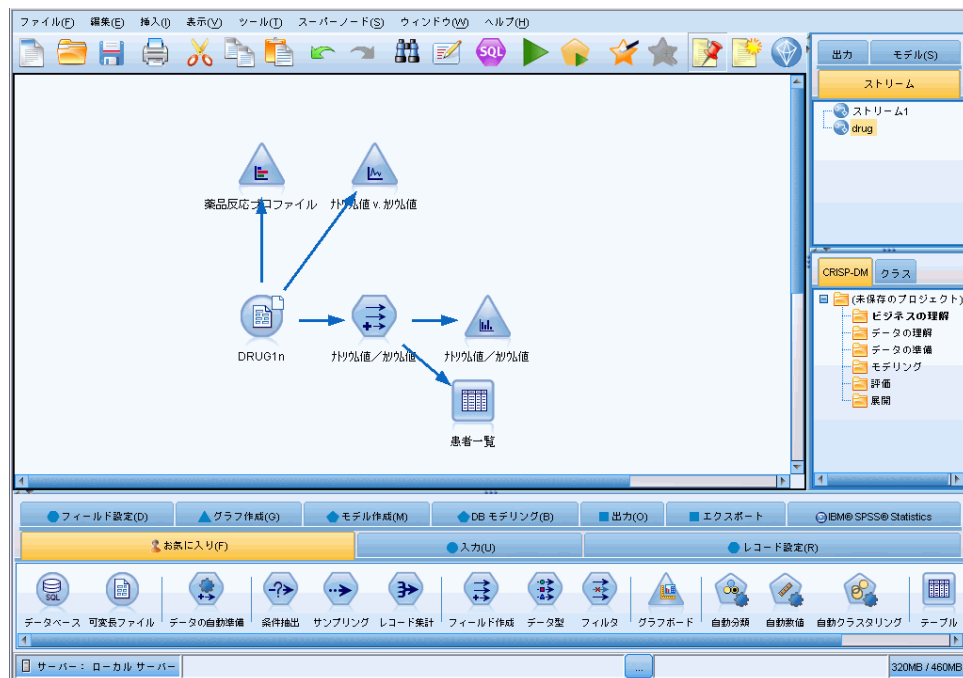 ファイル(F) 編集(E) 挿入(I) 表示(V) ツール(T) スーパーノード(S) ウィンドウ(W) ヘルプ(H)
SQL
出力 モデル(S)
ストリーム
ストリーム1
drug
薬品反応プロファイル
ﾅﾄﾘｳﾑ値 v. ｶﾘｳﾑ値
DRUG1n
ﾅﾄﾘｳﾑ値／ｶﾘｳﾑ値
ﾅﾄﾘｳﾑ値／ｶﾘｳﾑ値
患者一覧
CRISP-DM クラス
(未保存のプロジェクト)
ビジネスの理解
データの理解
データの準備
モデリング
評価
展開
フィールド設定(D) グラフ作成(G) モデル作成(M) DB モデリング(B) 出力(O) エクスポート IBM® SPSS® Statistics
お気に入り(F) 入力(U) レコード設定(R)
SQL
データベース 可変長ファイル データの自動準備 条件抽出 サンプリング レコード集計 フィールド作成 データ型 フィルタ グラフボード 自動分類 自動数値 自動クラスタリング テーブル
サーバー： ローカル サーバー ... 320MB / 460MB